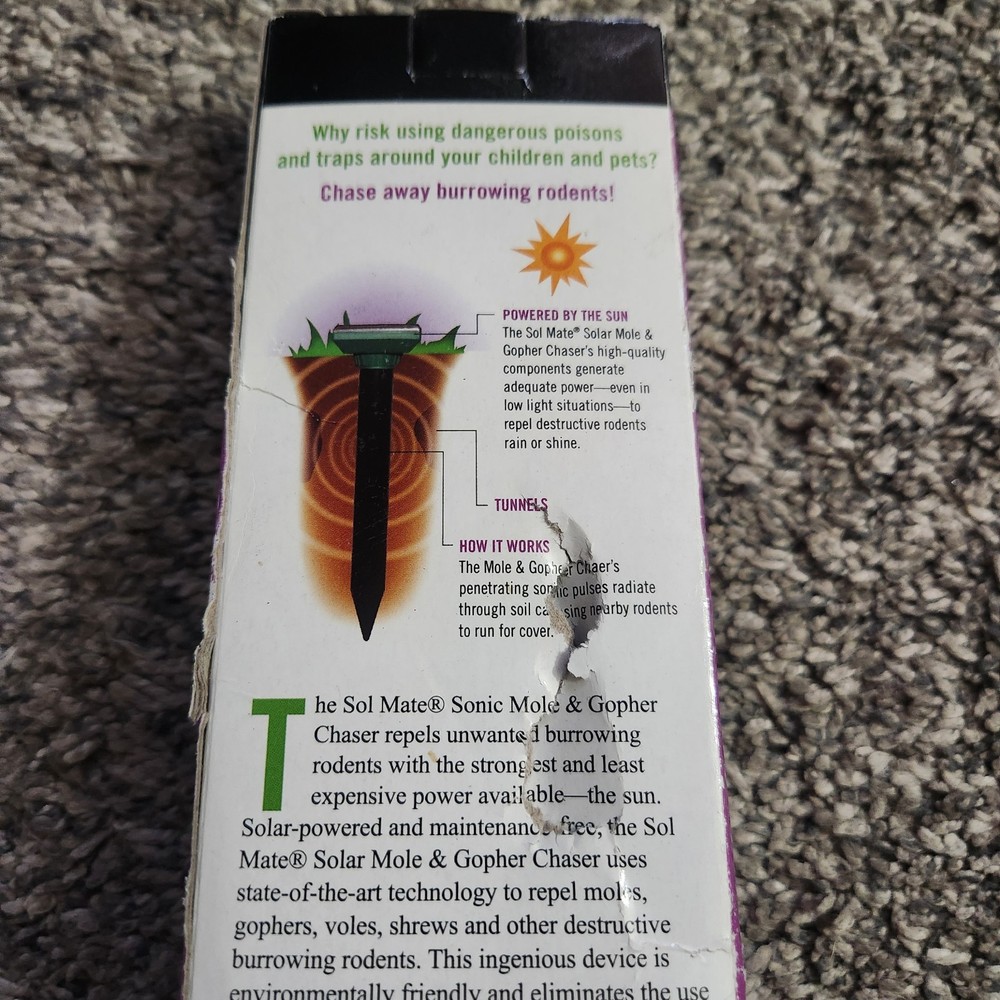 Why risk using dangerous poisons
and traps around your children and pets?
Chase away burrowing rodents!
POWERED BY THE SUN
The Sol Mate® Solar Mole &
Gopher Chaser's high-quality
components generate
adequate power—even in
low light situations—to
repel destructive rodents
rain or shine.
TUNNELS
HOW IT WORKS
The Mole & Gopher Chaer's
penetrating sonic pulses radiate
through soil causing nearby rodents
to run for cover.
The Sol Mate® Sonic Mole & Gopher
Chaser repels unwanted burrowing
rodents with the strongest and least
expensive power available—the sun.
Solar-powered and maintenance free, the Sol
Mate® Solar Mole & Gopher Chaser uses
state-of-the-art technology to repel moles,
gophers, voles, shrews and other destructive
burrowing rodents. This ingenious device is
environmentally friendly and eliminates the use